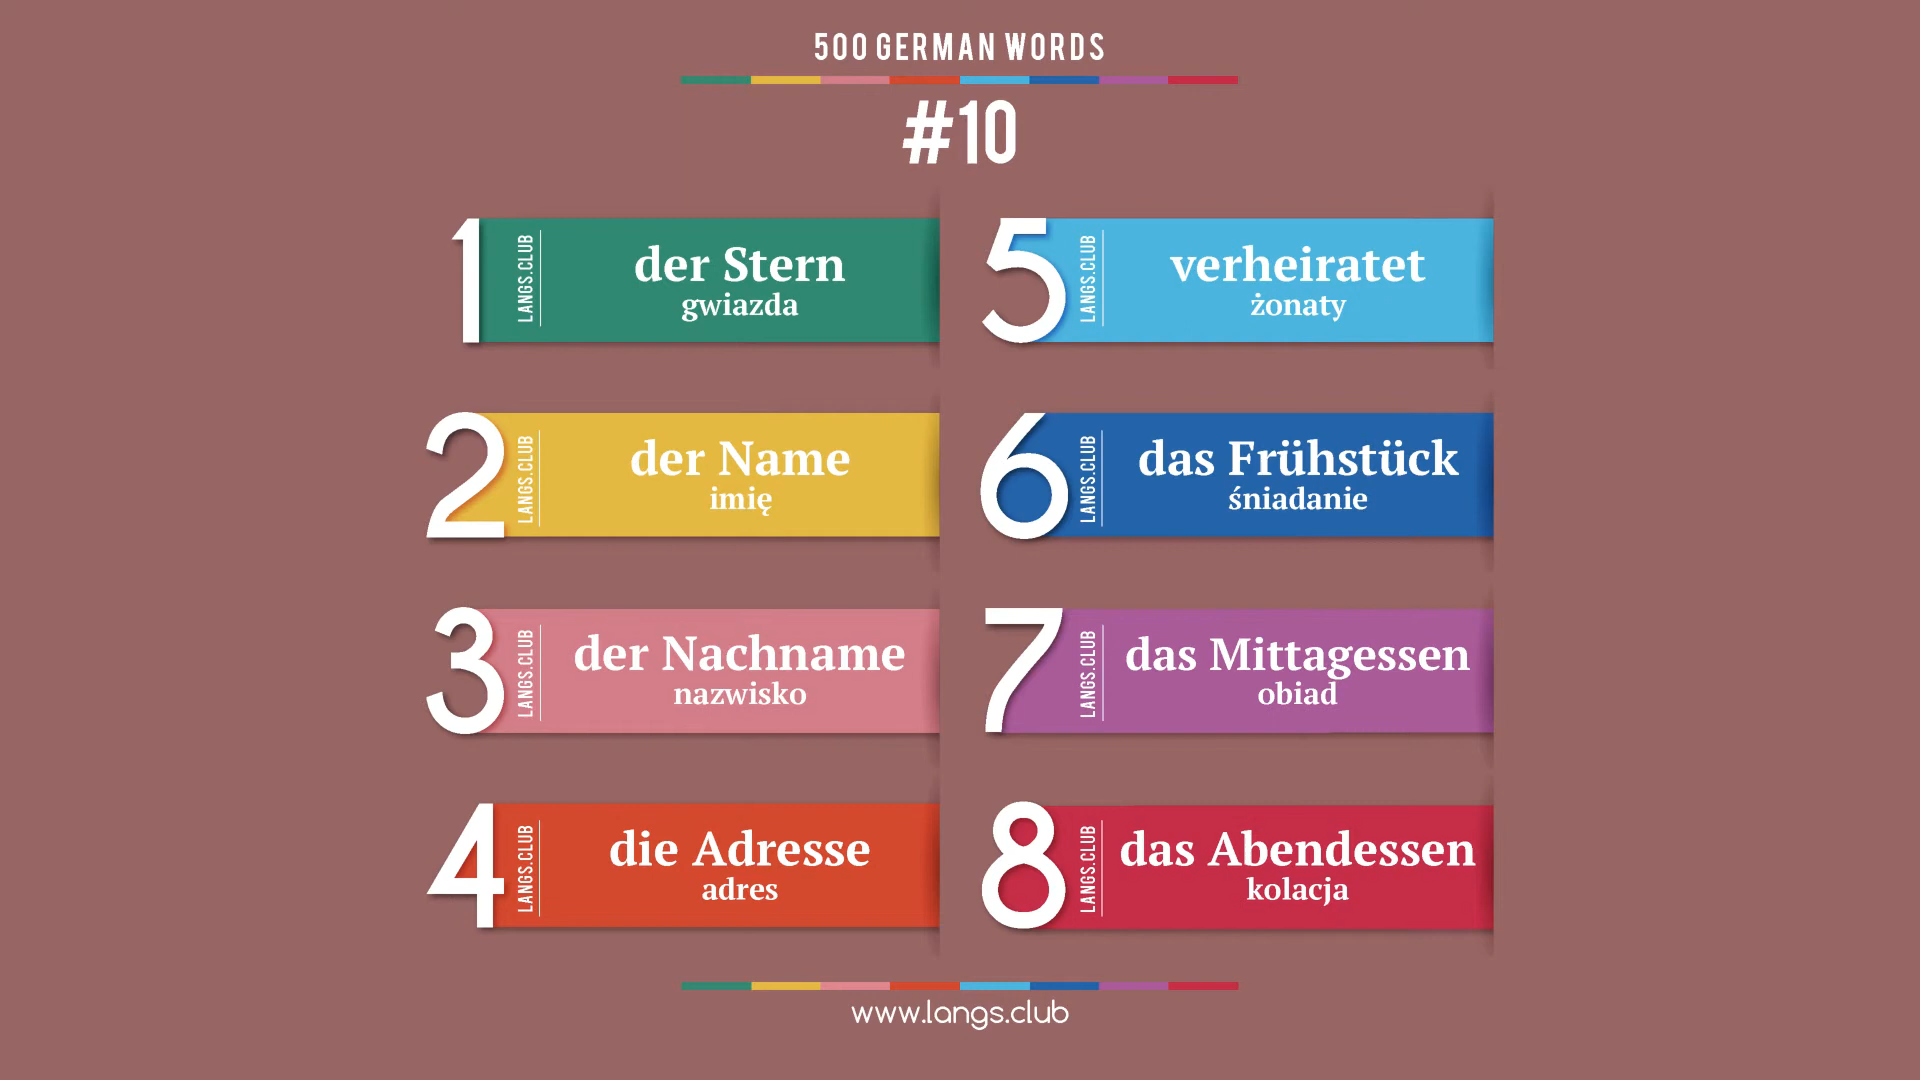 500 GERMAN WORDS
#10
1
LANGS.CLUB
der Stern
gwiazda
2
LANGS.CLUB
der Name
imię
3
LANGS.CLUB
der Nachname
nazwisko
4
LANGS.CLUB
die Adresse
adres
5
LANGS.CLUB
verheiratet
żonaty
6
LANGS.CLUB
das Frühstück
śniadanie
7
LANGS.CLUB
das Mittagessen
obiad
8
LANGS.CLUB
das Abendessen
kolacja
www.langs.club